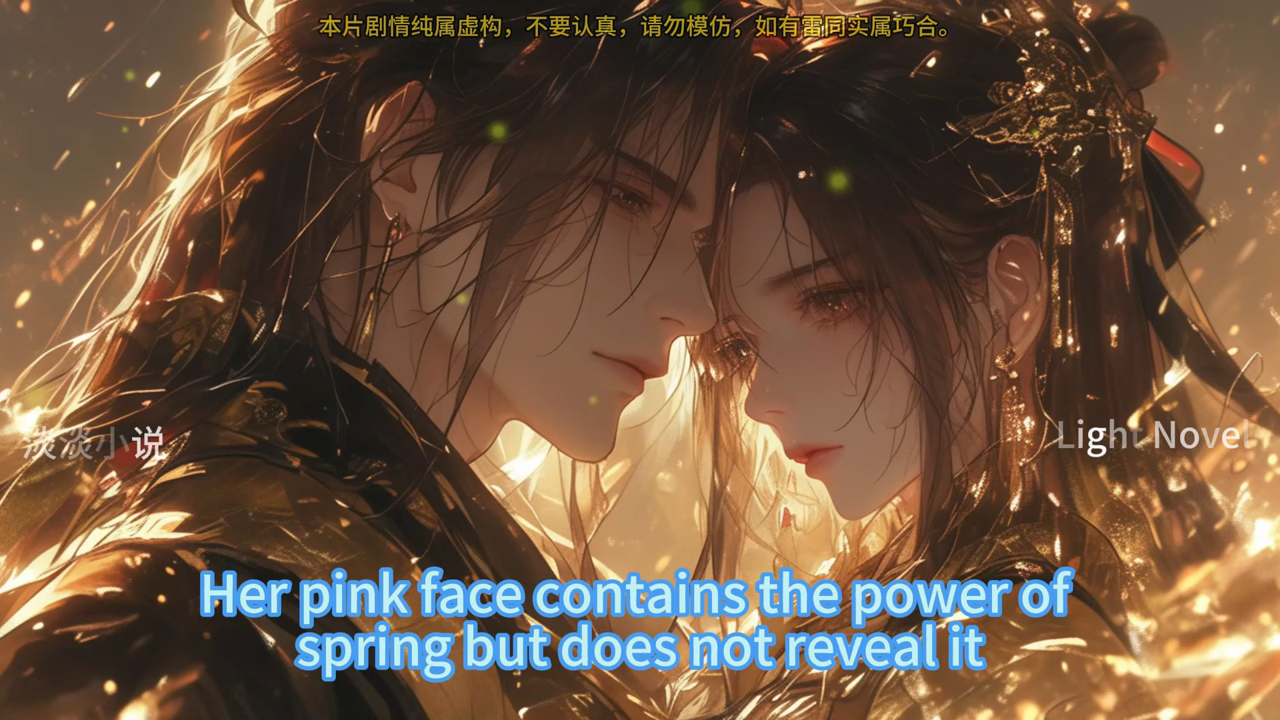 本片剧情纯属虚构，不要认真，请勿模仿，如有雷同实属巧合。
淡淡小说
Light Novel
Her pink face contains the power of
spring but does not reveal it